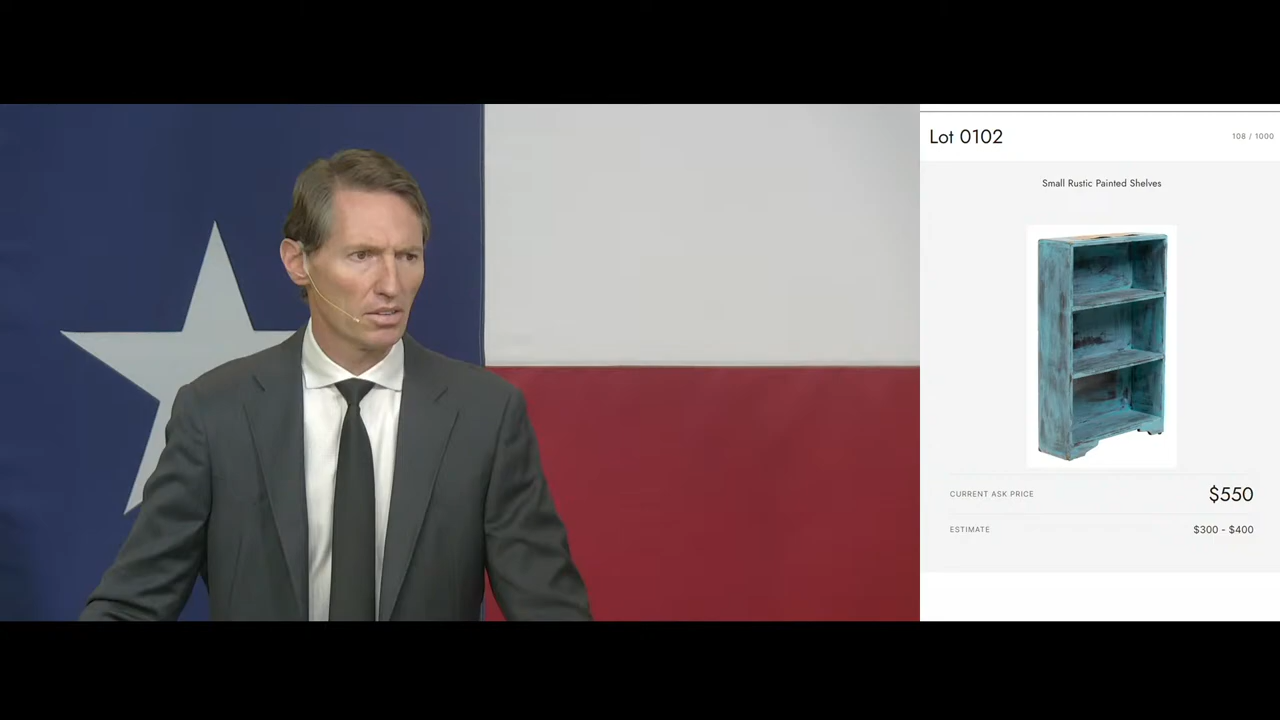 Lot 0102
108 / 1000
Small Rustic Painted Shelves
CURRENT ASK PRICE
$550
ESTIMATE
$300 - $400